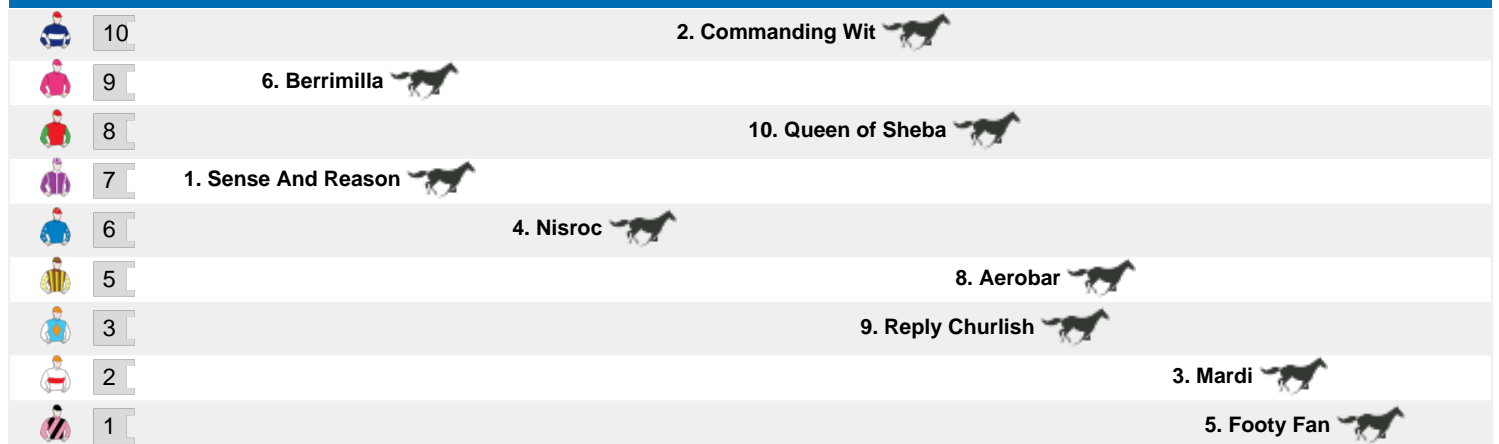 10 2. Commanding Wit
9 6. Berrimilla
8 10. Queen of Sheba
7 1. Sense And Reason
6 4. Nisroc
5 8. Aerobar
3 9. Reply Churlish
2 3. Mardi
1 5. Footy Fan